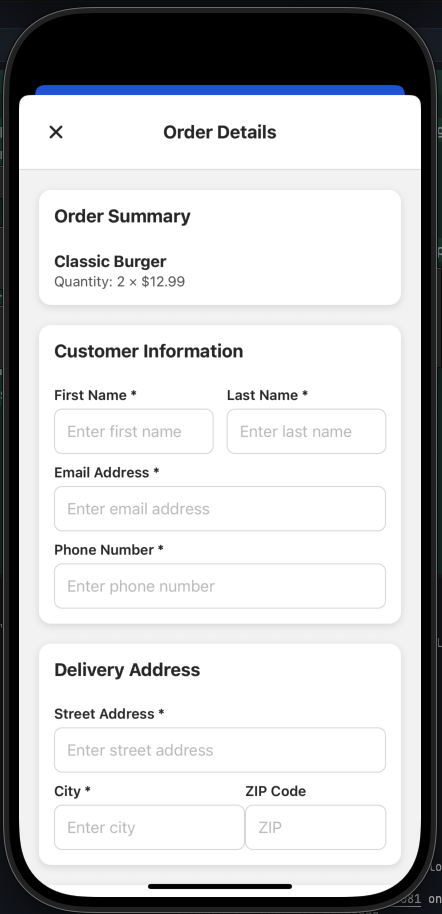 Order Details
Order Summary
Classic Burger
Quantity: 2 × $12.99
Customer Information
First Name * Last Name *
Enter first name Enter last name
Email Address *
Enter email address
Phone Number *
Enter phone number
Delivery Address
Street Address *
Enter street address
City * ZIP Code
Enter city ZIP